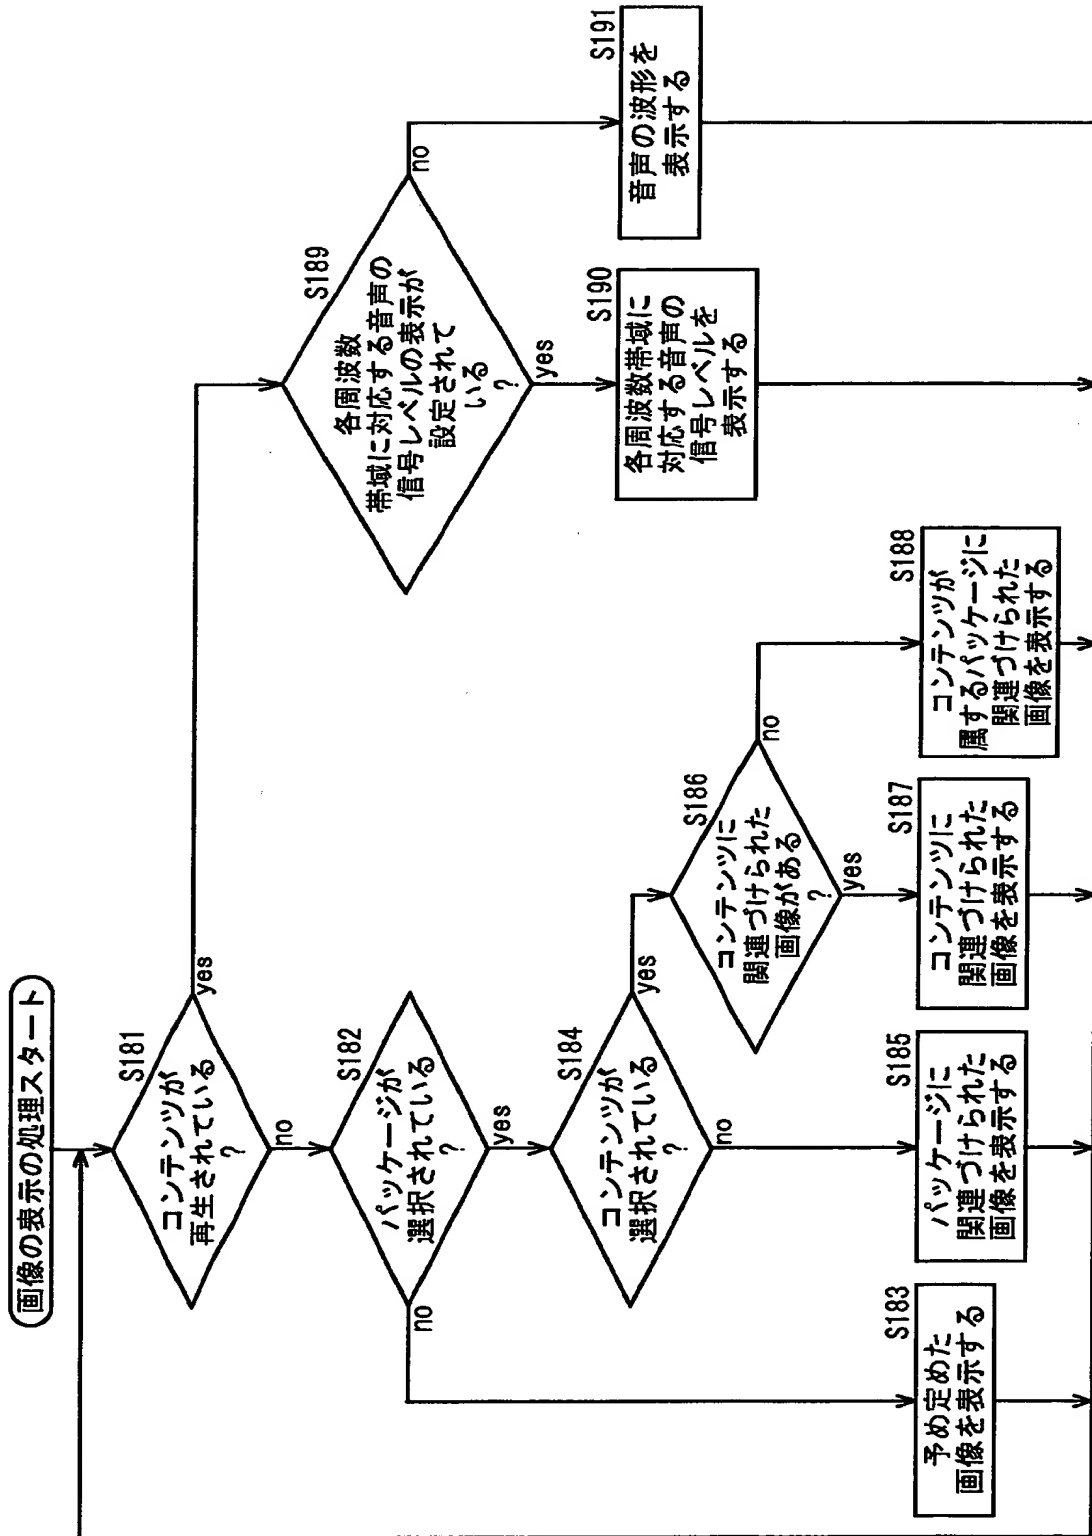 画像の表示の処理スタート
S181
コンテンツが
再生されている
?
yes
no
S182
パッケージが
選択されている
?
no
yes
S183
予め定めた
画像を表示する
S184
コンテンツが
選択されている
?
yes
no
S185
パッケージに
関連づけられた
画像を表示する
S186
コンテンツに
関連づけられた
画像がある
?
no
yes
S187
コンテンツに
関連づけられた
画像を表示する
S188
コンテンツが
属するパッケージに
関連づけられた
画像を表示する
S189
各周波数
帯域に対応する音声の
信号レベルの表示が
設定されて
いる
?
no
yes
S190
各周波数帯域に
対応する音声の
信号レベルを
表示する
S191
音声の波形を
表示する